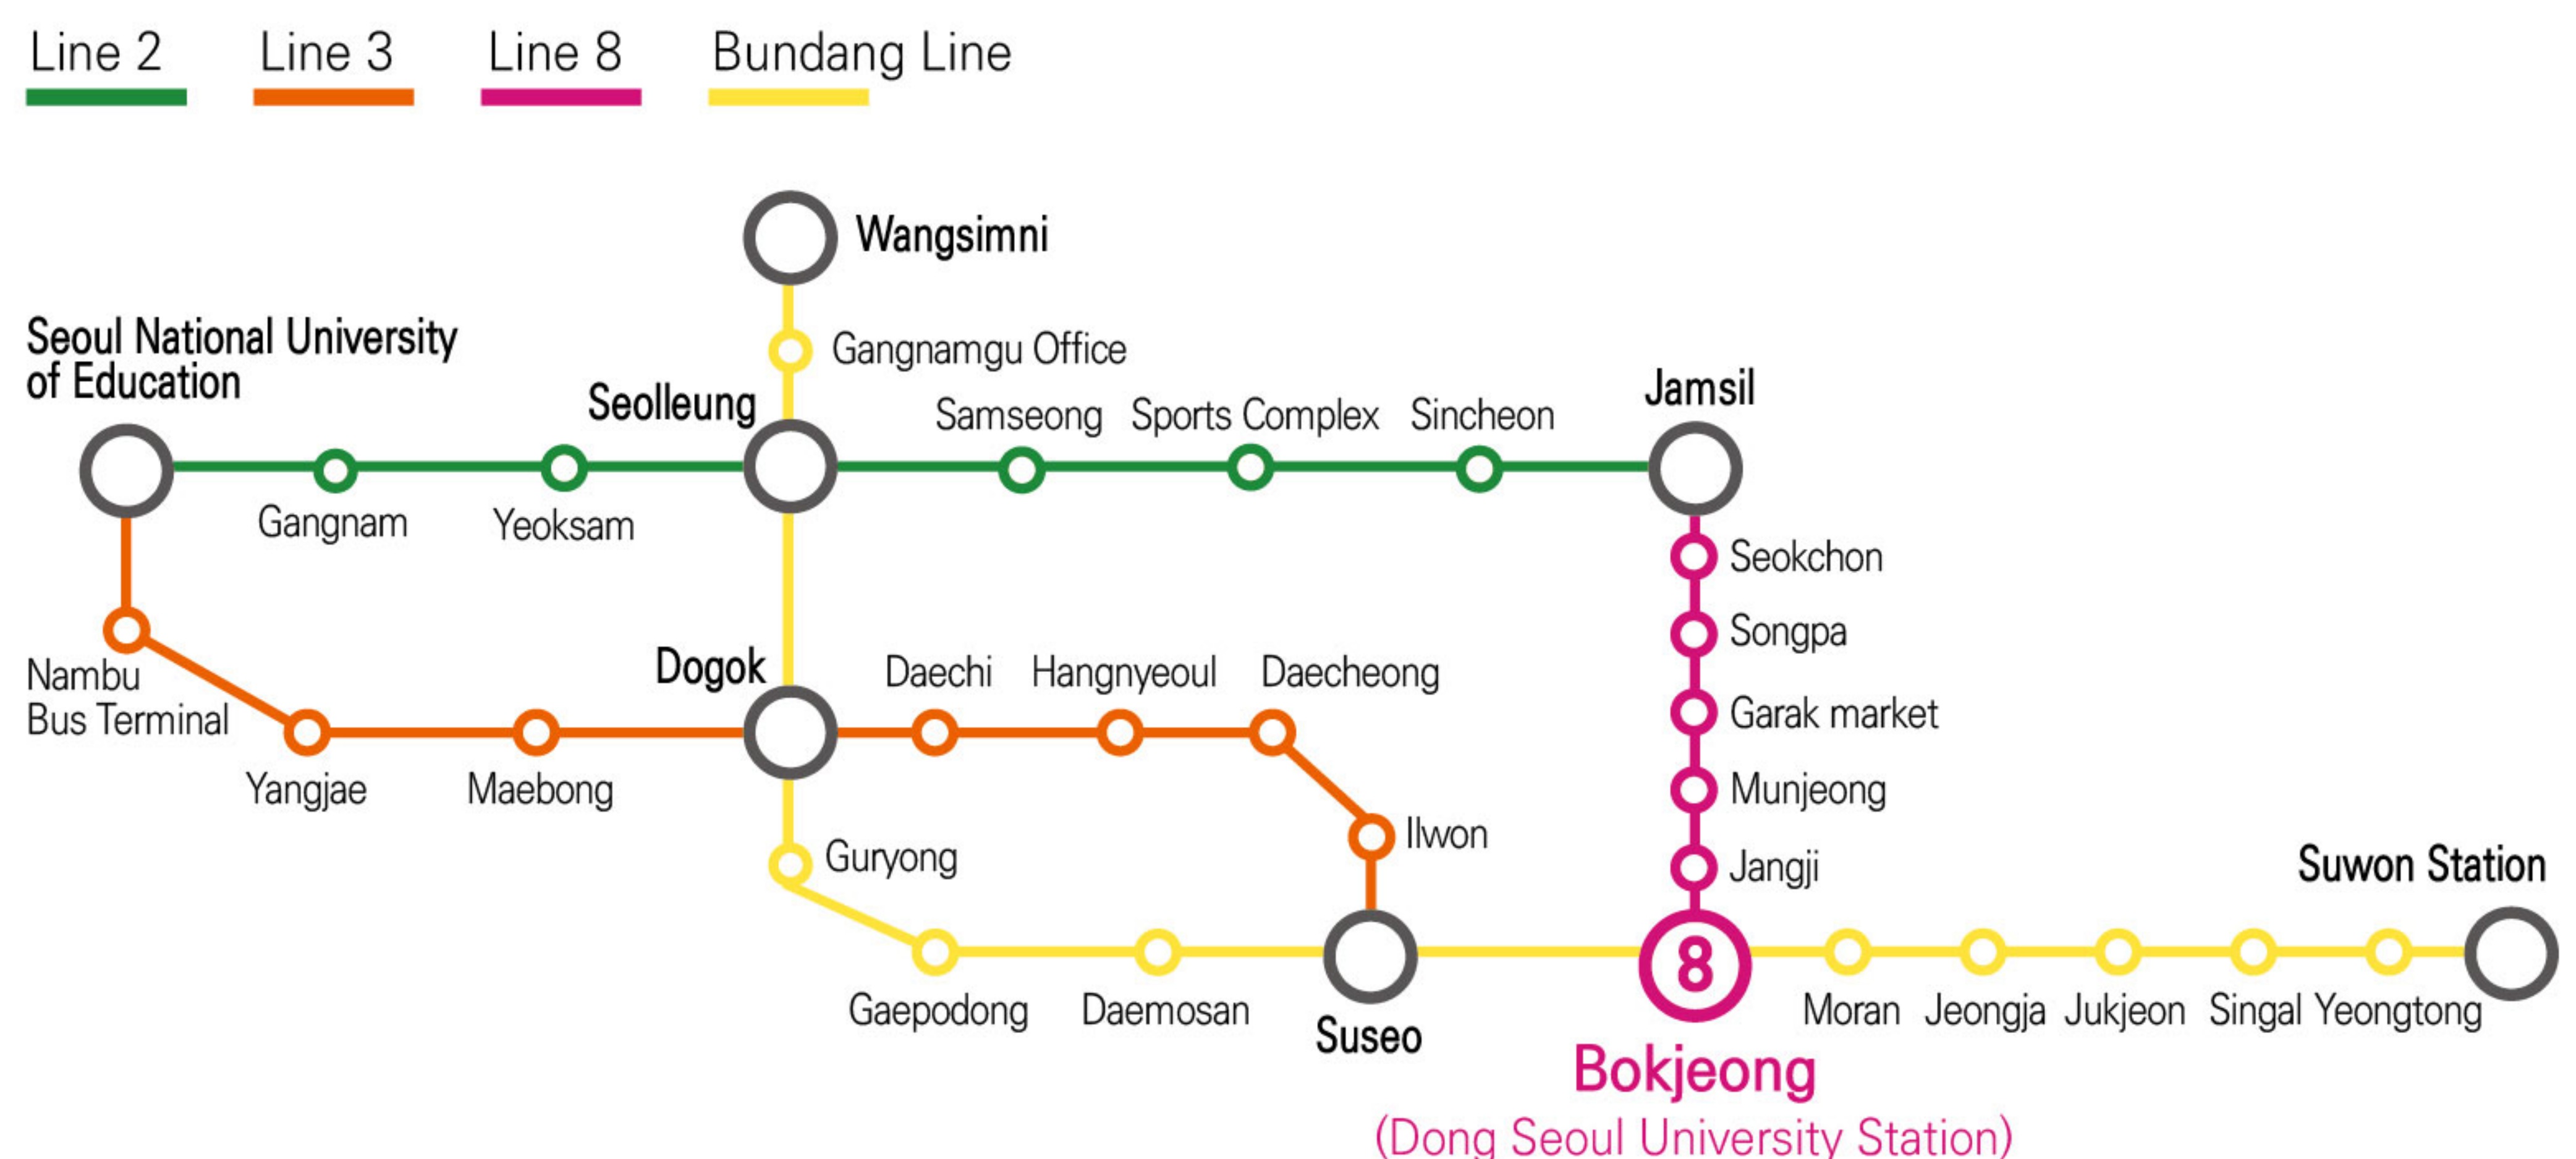 Line 2
Line 3
Line 8
Bundang Line
Wangsimni
Gangnamgu Office
Seoul National University
of Education
Seolleung
Samseong
Sports Complex
Sincheon
Jamsil
Gangnam
Yeoksam
Seokchon
Songpa
Nambu
Bus Terminal
Dogok
Daechi
Hangnyeoul
Daecheong
Garak market
Yangjae
Maebong
Munjeong
Guryong
Ilwon
Jangji
Suwon Station
8
Gaepodong
Daemosan
Suseo
Moran
Jeongja
Jukjeon
Singal
Yeongtong
Bokjeong
(Dong Seoul University Station)